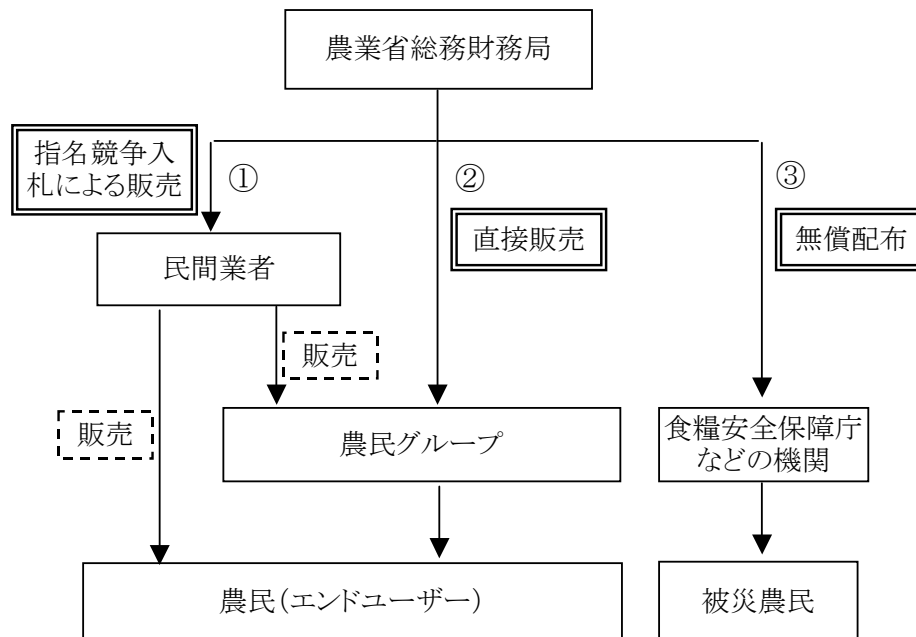 農業省総務財務局
指名競争入
札による販売
①
②
③
直接販売
無償配布
民間業者
販売
販売
農民グループ
食糧安全保障庁
などの機関
農民(エンドユーザー)
被災農民